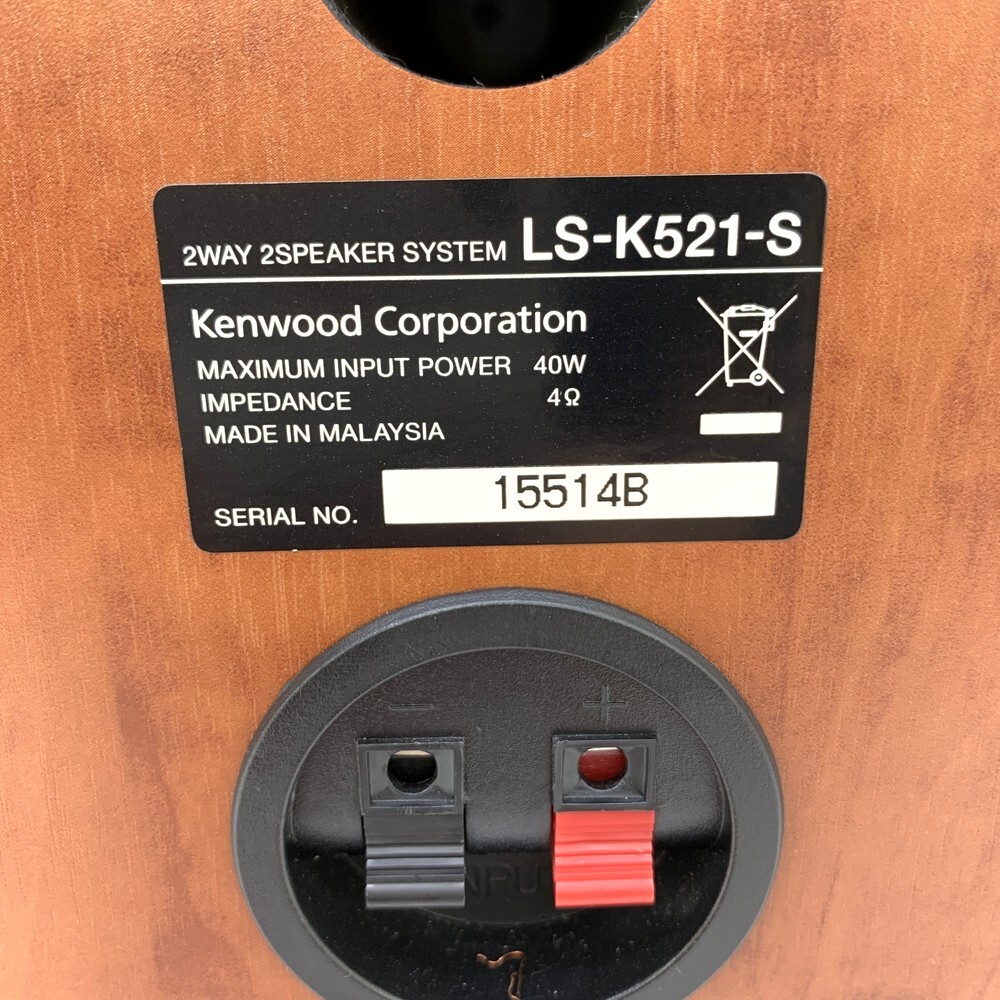 2WAY 2SPEAKER SYSTEM LS-K521-S
Kenwood Corporation
MAXIMUM INPUT POWER 40W
IMPEDANCE 4Ω
MADE IN MALAYSIA
SERIAL NO. 15514B
− +
INPUT